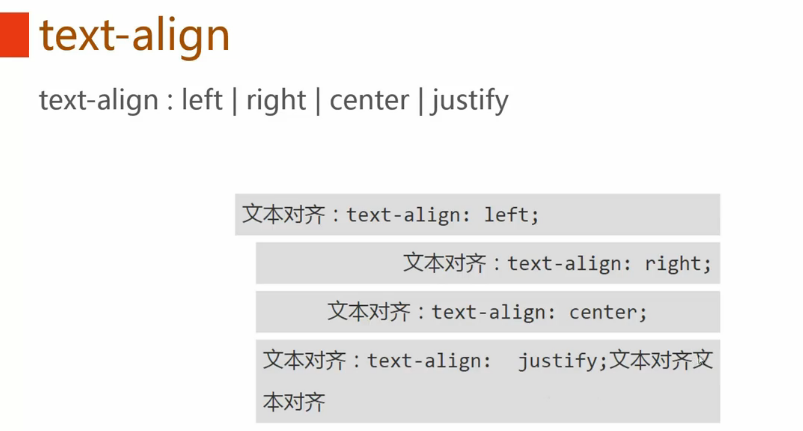 text-align
text-align : left | right | center | justify
文本对齐：text-align: left;
文本对齐：text-align: right;
文本对齐：text-align: center;
文本对齐：text-align: justify;文本对齐文
本对齐